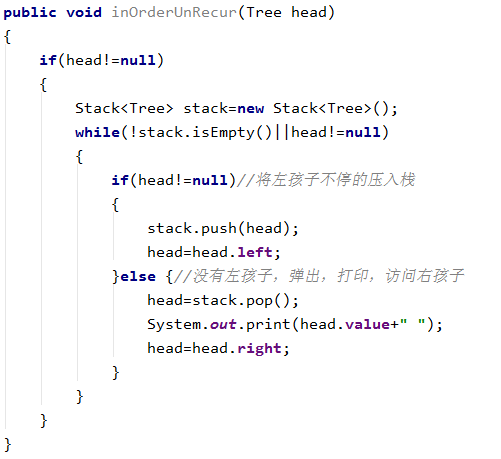 public void inOrderUnRecur(Tree head)
{
if(head!=null)
{
Stack<Tree> stack=new Stack<Tree>();
while(!stack.isEmpty()||head!=null)
{
if(head!=null)//将左孩子不停的压入栈
{
stack.push(head);
head=head.left;
}else {//没有左孩子，弹出，打印，访问右孩子
head=stack.pop();
System.out.print(head.value+" ");
head=head.right;
}
}
}
}